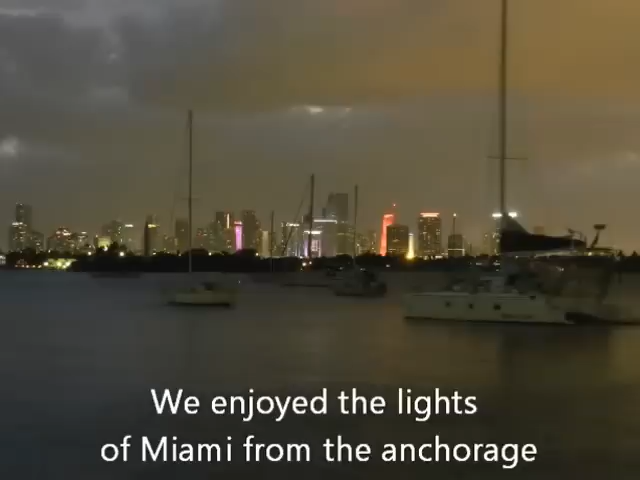 We enjoyed the lights
of Miami from the anchorage